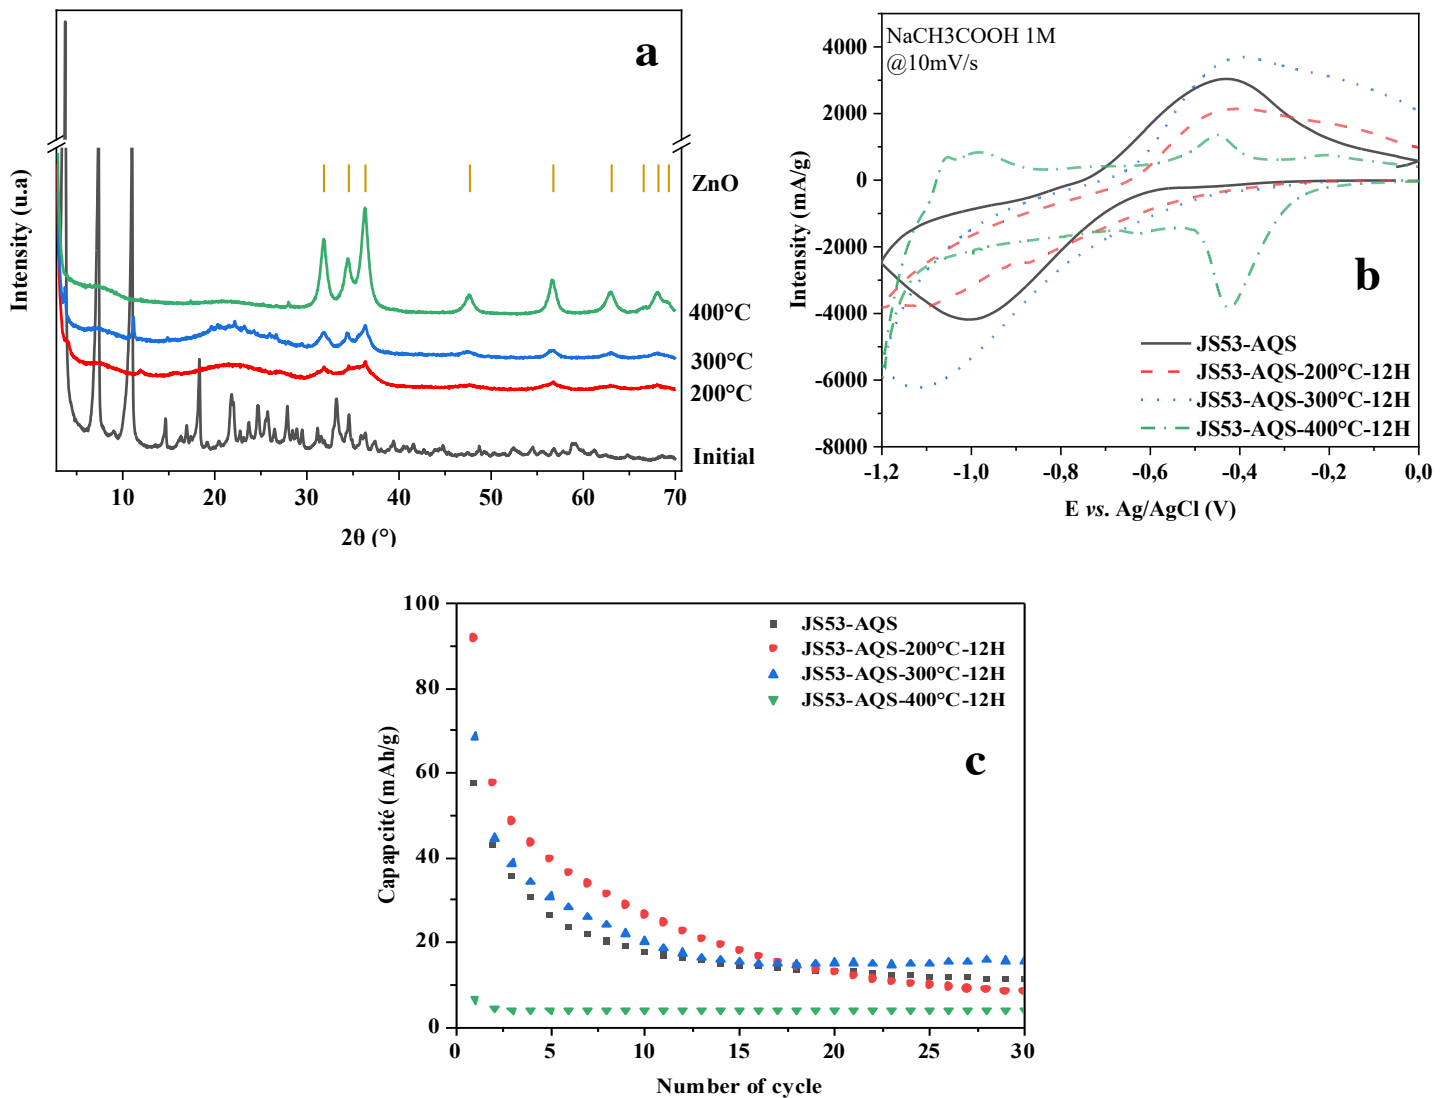 a
Intensity (u.a)
ZnO
400°C
300°C
200°C
Initial
10 20 30 40 50 60 70
2θ (°)
NaCH3COOH 1M
@10mV/s
b
Intensity (mA/g)
4000
2000
0
-2000
-4000
-6000
-8000
JS53-AQS
JS53-AQS-200°C-12H
JS53-AQS-300°C-12H
JS53-AQS-400°C-12H
-1,2 -1,0 -0,8 -0,6 -0,4 -0,2 0,0
E vs. Ag/AgCl (V)
c
Capapcité (mAh/g)
100
80
60
40
20
0
JS53-AQS
JS53-AQS-200°C-12H
JS53-AQS-300°C-12H
JS53-AQS-400°C-12H
0 5 10 15 20 25 30
Number of cycle